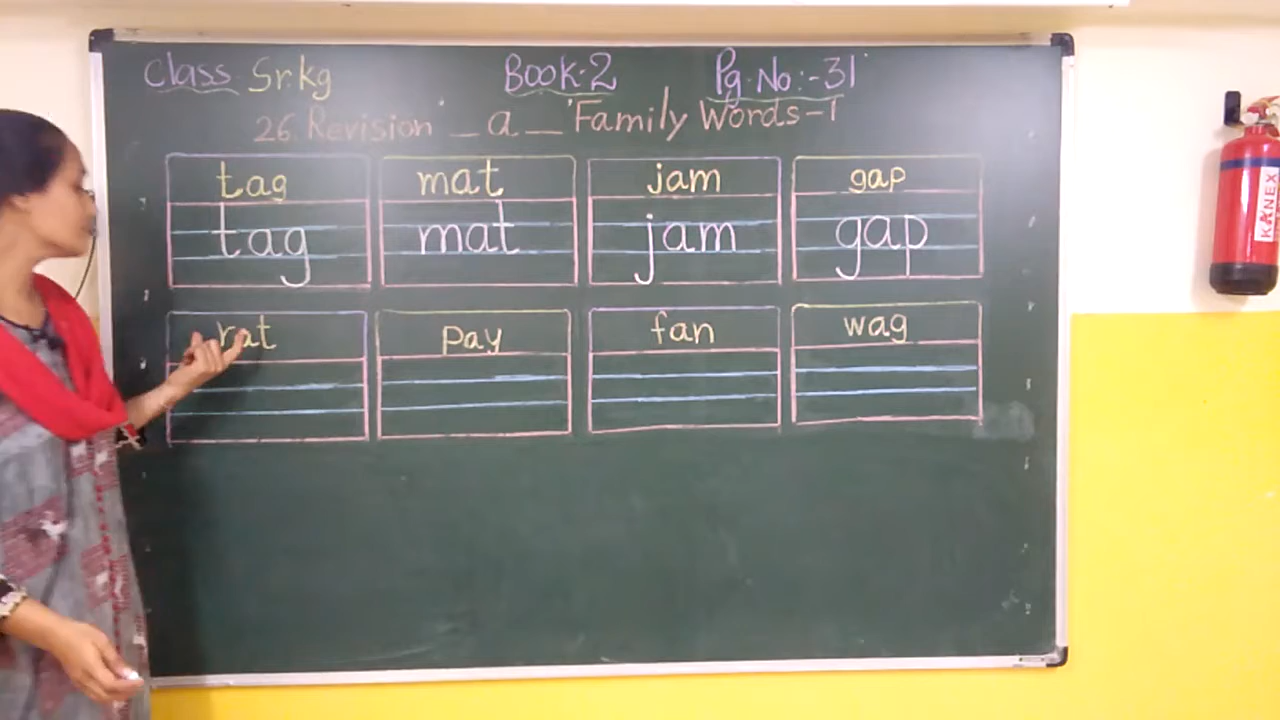 Class Sr.kg Book-2 Pg.No:-31
26. Revision _a_ Family Words-1
tag mat jam gap
tag mat jam gap
rat pay fan wag
KANEX